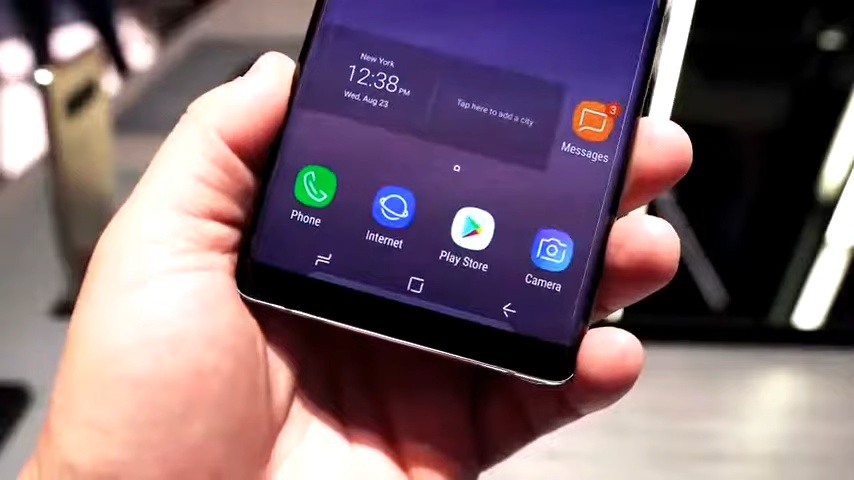 New York
12:38 PM
Wed, Aug 23
Tap here to add a city
3
Messages
Phone
Internet
Play Store
Camera